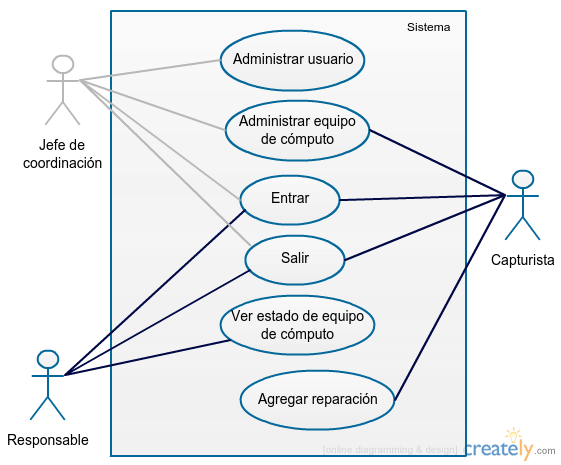 Sistema
Administrar usuario
Administrar equipo
de cómputo
Jefe de
coordinación
Entrar
Salir
Capturista
Ver estado de equipo
de cómputo
Agregar reparación
Responsable
[online diagramming & design]
creately.com